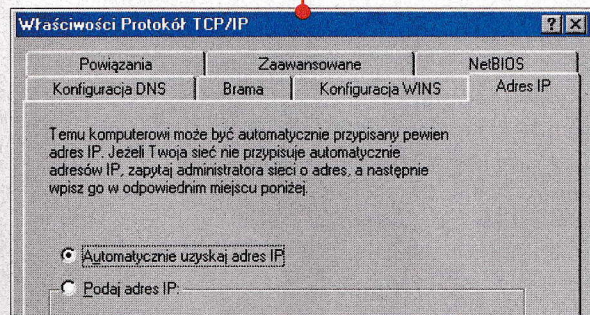 Właściwości Protokół TCP/IP
Powiązania Zaawansowane NetBIOS
Konfiguracja DNS Brama Konfiguracja WINS Adres IP
Temu komputerowi może być automatycznie przypisany pewien
adres IP. Jeżeli Twoja sieć nie przypisuje automatycznie
adresów IP, zapytaj administratora sieci o adres, a następnie
wpisz go w odpowiednim miejscu poniżej.
Automatycznie uzyskaj adres IP
Podaj adres IP: